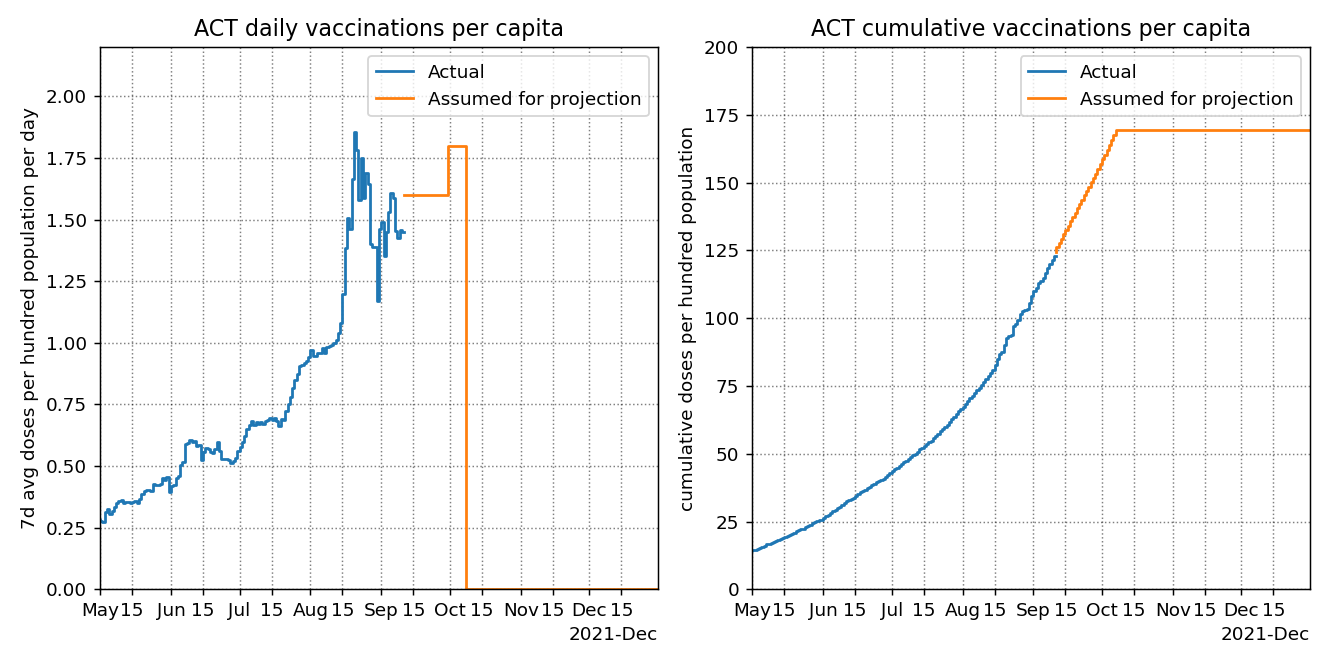 ACT daily vaccinations per capita
7d avg doses per hundred population per day
2.00
1.75
1.50
1.25
1.00
0.75
0.50
0.25
0.00
Actual
Assumed for projection
May 15 Jun 15 Jul 15 Aug 15 Sep 15 Oct 15 Nov 15 Dec 15
2021-Dec
ACT cumulative vaccinations per capita
cumulative doses per hundred population
200
175
150
125
100
75
50
25
0
Actual
Assumed for projection
May 15 Jun 15 Jul 15 Aug 15 Sep 15 Oct 15 Nov 15 Dec 15
2021-Dec